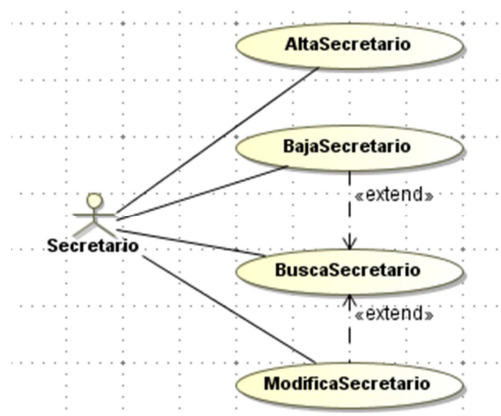 AltaSecretario
BajaSecretario
«extend»
Secretario
BuscaSecretario
«extend»
ModificaSecretario